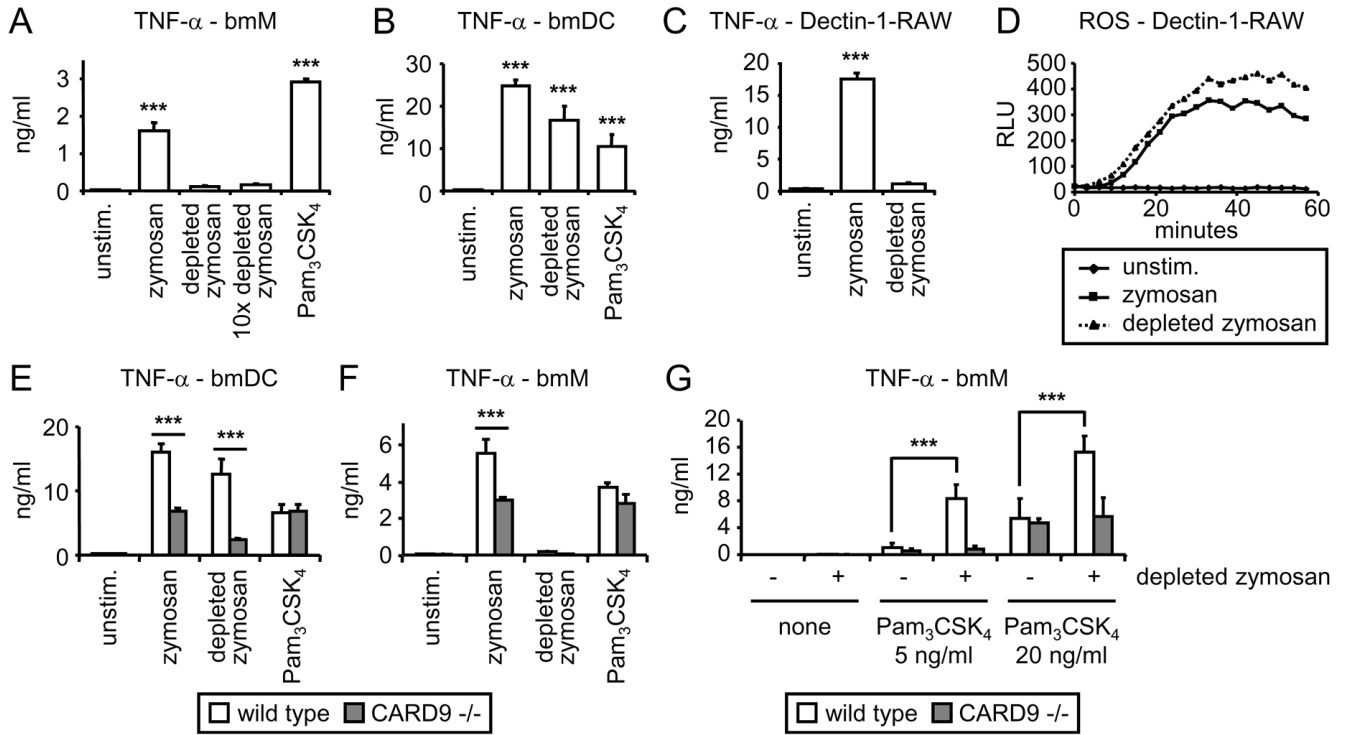 A TNF-α - bmM
ng/ml
3
2
1
0
***
***
unstim.
zymosan
depleted
zymosan
10x depleted
zymosan
Pam3CSK4
B TNF-α - bmDC
ng/ml
30
20
10
0
***
***
***
unstim.
zymosan
depleted
zymosan
Pam3CSK4
C TNF-α - Dectin-1-RAW
ng/ml
20
15
10
5
0
***
unstim.
zymosan
depleted
zymosan
D ROS - Dectin-1-RAW
RLU
500
400
300
200
100
0
0 20 40 60
minutes
unstim.
zymosan
depleted zymosan
E TNF-α - bmDC
ng/ml
20
10
0
***
***
unstim.
zymosan
depleted
zymosan
Pam3CSK4
F TNF-α - bmM
ng/ml
6
4
2
0
***
unstim.
zymosan
depleted
zymosan
Pam3CSK4
wild type CARD9 -/-
G TNF-α - bmM
ng/ml
20
16
12
8
4
0
***
***
- + - + - + depleted zymosan
none Pam3CSK4 Pam3CSK4
5 ng/ml 20 ng/ml
wild type CARD9 -/-